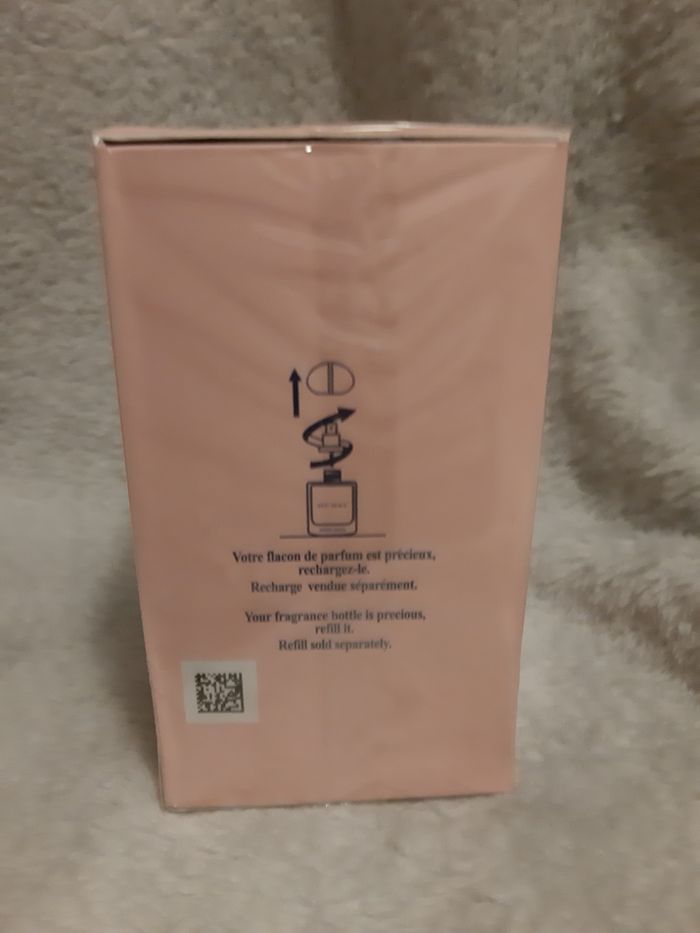 Votre flacon de parfum est précieux,
rechargez-le.
Recharge vendue séparément.
Your fragrance bottle is precious,
refill it.
Refill sold separately.